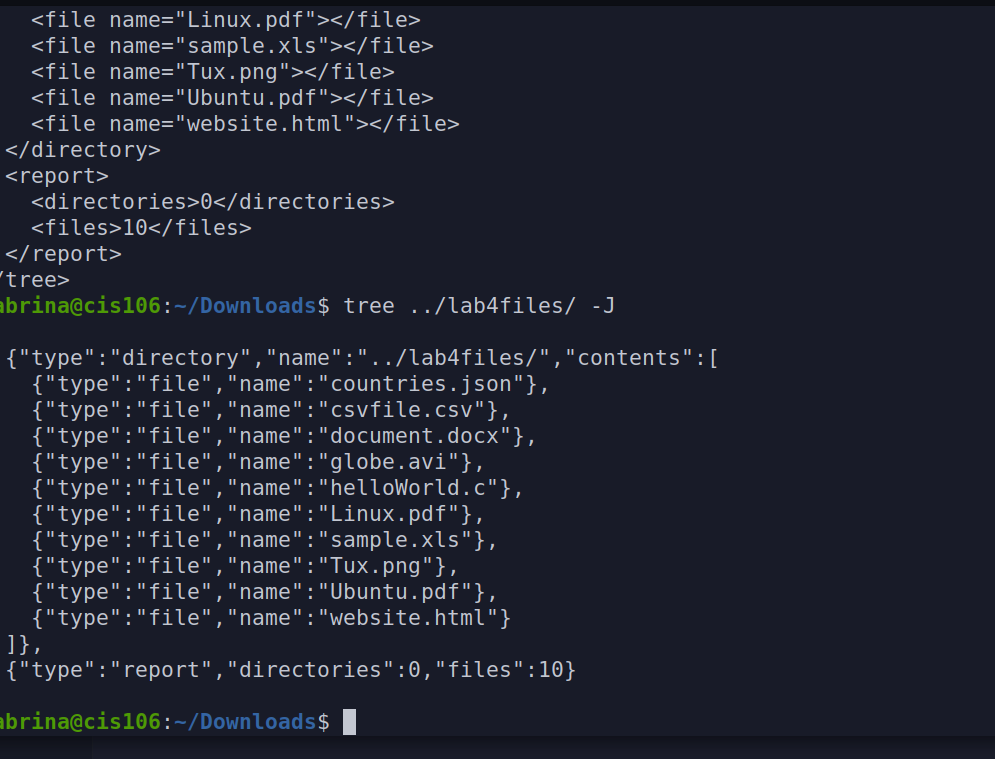 <file name="Linux.pdf"></file>
<file name="sample.xls"></file>
<file name="Tux.png"></file>
<file name="Ubuntu.pdf"></file>
<file name="website.html"></file>
</directory>
<report>
<directories>0</directories>
<files>10</files>
</report>
/tree>
abrina@cis106:~/Downloads$ tree ../lab4files/ -J
{"type":"directory","name":"../lab4files/","contents":[
{"type":"file","name":"countries.json"},
{"type":"file","name":"csvfile.csv"},
{"type":"file","name":"document.docx"},
{"type":"file","name":"globe.avi"},
{"type":"file","name":"helloWorld.c"},
{"type":"file","name":"Linux.pdf"},
{"type":"file","name":"sample.xls"},
{"type":"file","name":"Tux.png"},
{"type":"file","name":"Ubuntu.pdf"},
{"type":"file","name":"website.html"}
]},
{"type":"report","directories":0,"files":10}
abrina@cis106:~/Downloads$